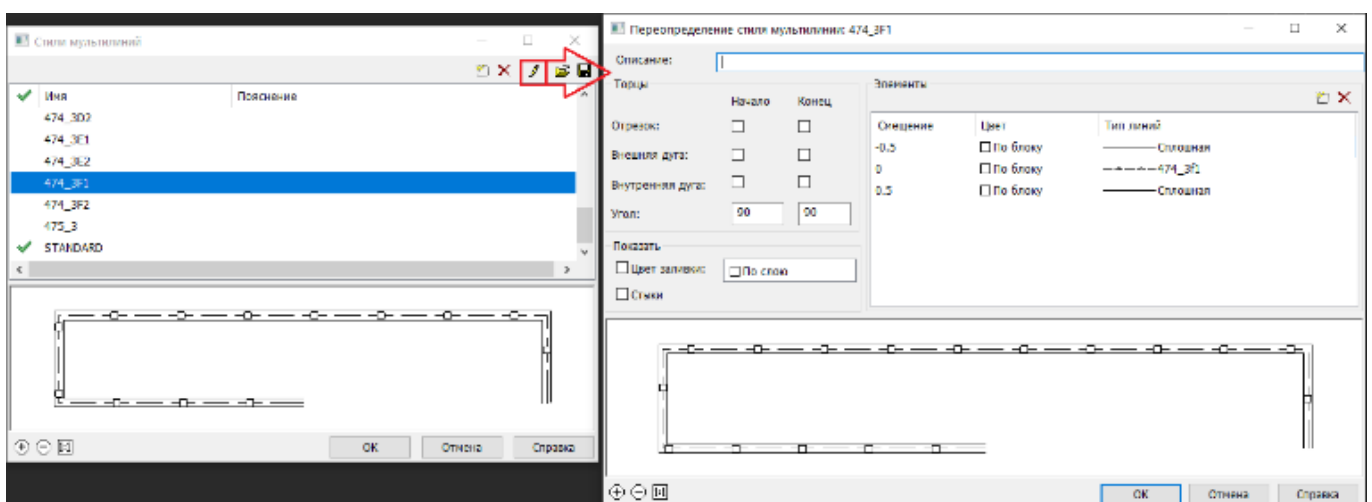 Стили мультилиний
Имя Пояснение
474_3D2
474_3E1
474_3E2
474_3F1
474_3F2
475_3
STANDARD
ОК Отмена Справка
Переопределение стиля мультилинии: 474_3F1
Описание:
Торцы
Начало Конец
Отрезок:
Внешняя дуга:
Внутренняя дуга:
Угол: 90 90
Показать
Цвет заливки: По слою
Стыки
Элементы
Смещение Цвет Тип линий
-0.5 По блоку Сплошная
0 По блоку 474_3f1
0.5 По блоку Сплошная
ОК Отмена Справка